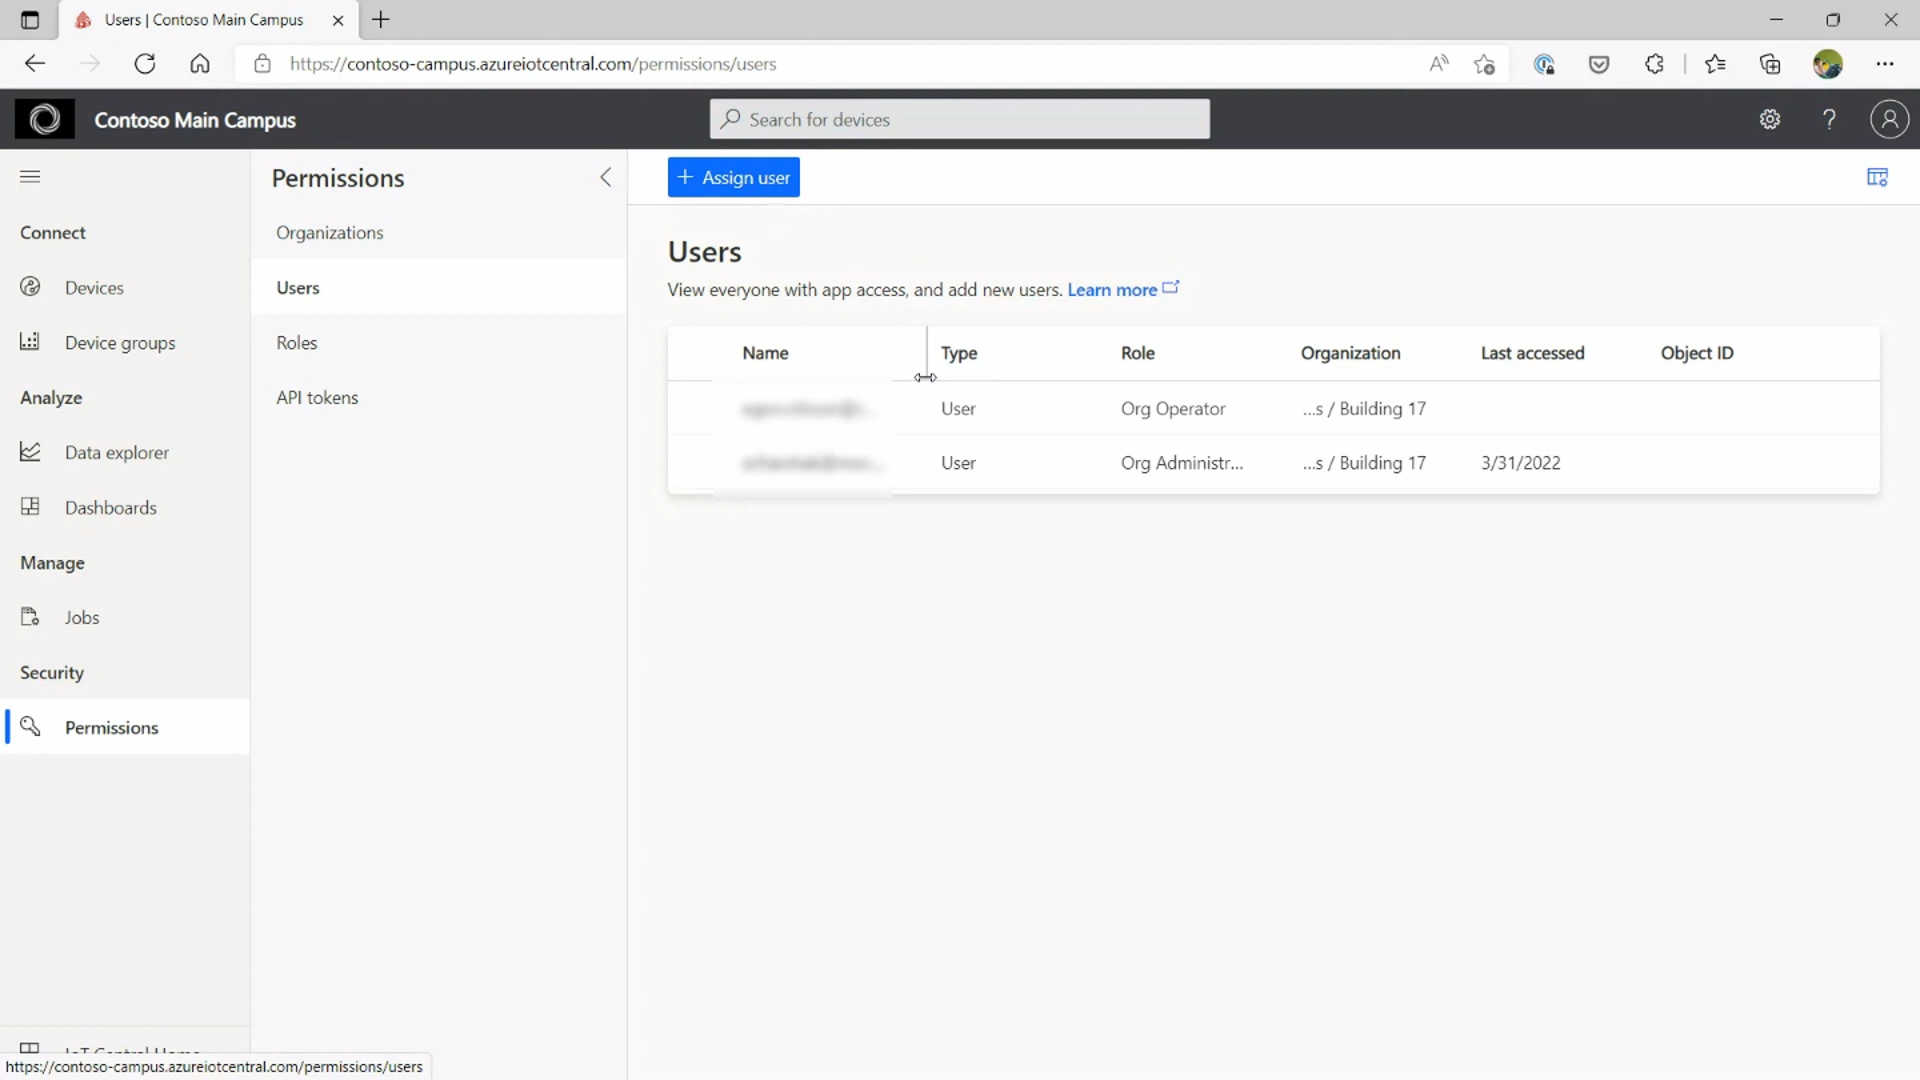 Users | Contoso Main Campus
https://contoso-campus.azureiotcentral.com/permissions/users
Contoso Main Campus
Search for devices
Connect
Devices
Device groups
Analyze
Data explorer
Dashboards
Manage
Jobs
Security
Permissions
IoT Central Home
https://contoso-campus.azureiotcentral.com/permissions/users
Permissions
Organizations
Users
Roles
API tokens
+ Assign user
Users
View everyone with app access, and add new users. Learn more
Name Type Role Organization Last accessed Object ID
User Org Operator ...s / Building 17
User Org Administr... ...s / Building 17 3/31/2022